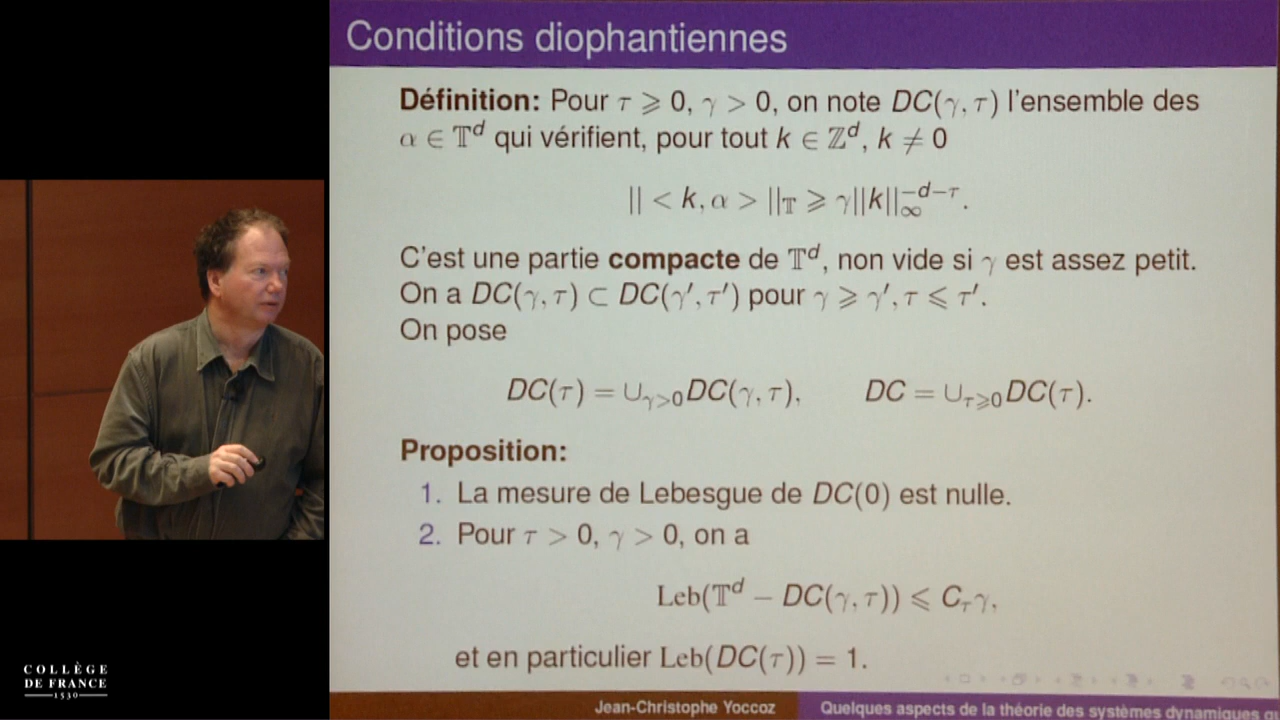 Conditions diophantiennes
Définition: Pour τ ⩾ 0, γ > 0, on note DC(γ, τ) l'ensemble des
α ∈ 𝕋^d qui vérifient, pour tout k ∈ ℤ^d, k ≠ 0
|| < k, α > ||_𝕋 ⩾ γ||k||_∞^{-d-τ}.
C'est une partie compacte de 𝕋^d, non vide si γ est assez petit.
On a DC(γ, τ) ⊂ DC(γ′, τ′) pour γ ⩾ γ′, τ ⩽ τ′.
On pose
DC(τ) = ∪_{γ>0}DC(γ, τ), DC = ∪_{τ⩾0}DC(τ).
Proposition:
1. La mesure de Lebesgue de DC(0) est nulle.
2. Pour τ > 0, γ > 0, on a
Leb(𝕋^d − DC(γ, τ)) ⩽ C_τγ,
et en particulier Leb(DC(τ)) = 1.
COLLÈGE
DE FRANCE
1530
Jean-Christophe Yoccoz Quelques aspects de la théorie des systèmes dynamiques